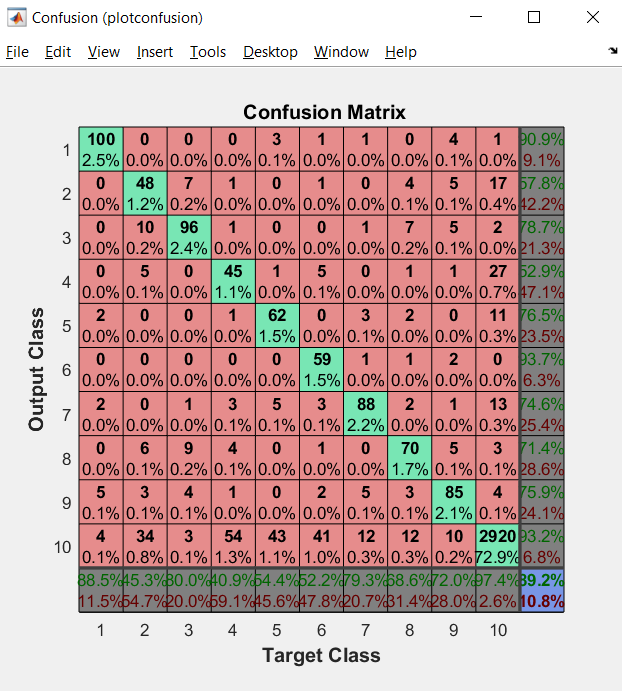 Confusion (plotconfusion)
File Edit View Insert Tools Desktop Window Help
Confusion Matrix
1 100 0 0 0 3 1 1 0 4 1 90.9%
2.5% 0.0% 0.0% 0.0% 0.1% 0.0% 0.0% 0.0% 0.1% 0.0% 9.1%
2 0 48 7 1 0 1 0 4 5 17 57.8%
0.0% 1.2% 0.2% 0.0% 0.0% 0.0% 0.0% 0.1% 0.1% 0.4% 42.2%
3 0 10 96 1 0 0 1 7 5 2 78.7%
0.0% 0.2% 2.4% 0.0% 0.0% 0.0% 0.0% 0.2% 0.1% 0.0% 21.3%
4 0 5 0 45 1 5 0 1 1 27 52.9%
0.0% 0.1% 0.0% 1.1% 0.0% 0.1% 0.0% 0.0% 0.0% 0.7% 47.1%
5 2 0 0 1 62 0 3 2 0 11 76.5%
0.0% 0.0% 0.0% 0.0% 1.5% 0.0% 0.1% 0.0% 0.0% 0.3% 23.5%
6 0 0 0 0 0 59 1 1 2 0 93.7%
0.0% 0.0% 0.0% 0.0% 0.0% 1.5% 0.0% 0.0% 0.0% 0.0% 6.3%
7 2 0 1 3 5 3 88 2 1 13 74.6%
0.0% 0.0% 0.0% 0.1% 0.1% 0.1% 2.2% 0.0% 0.0% 0.3% 25.4%
8 0 6 9 4 0 1 0 70 5 3 71.4%
0.0% 0.1% 0.2% 0.1% 0.0% 0.0% 0.0% 1.7% 0.1% 0.1% 28.6%
9 5 3 4 1 0 2 5 3 85 4 75.9%
0.1% 0.1% 0.1% 0.0% 0.0% 0.0% 0.1% 0.1% 2.1% 0.1% 24.1%
10 4 34 3 54 43 41 12 12 10 2920 93.2%
0.1% 0.8% 0.1% 1.3% 1.1% 1.0% 0.3% 0.3% 0.2% 72.9% 6.8%
88.5% 45.3% 80.0% 40.9% 54.4% 52.2% 79.3% 68.6% 72.0% 97.4% 89.2%
11.5% 54.7% 20.0% 59.1% 45.6% 47.8% 20.7% 31.4% 28.0% 2.6% 10.8%
1 2 3 4 5 6 7 8 9 10
Target Class
Output Class